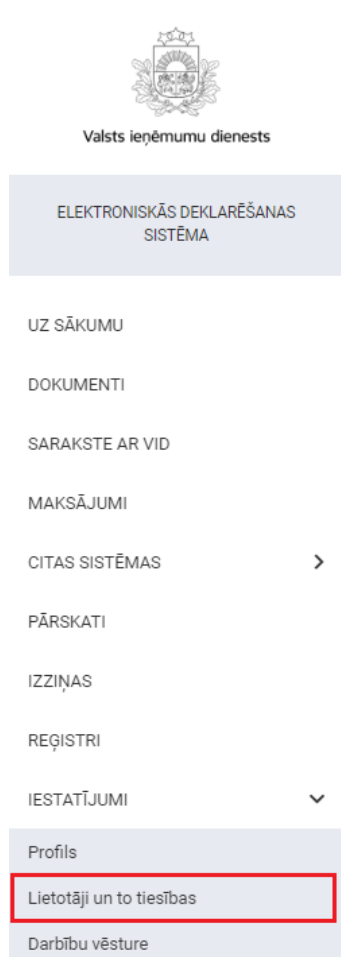 Valsts ieņēmumu dienests
ELEKTRONISKĀS DEKLARĒŠANAS
SISTĒMA
UZ SĀKUMU
DOKUMENTI
SARAKSTE AR VID
MAKSĀJUMI
CITAS SISTĒMAS
PĀRSKATI
IZZIŅAS
REĢISTRI
IESTATĪJUMI
Profils
Lietotāji un to tiesības
Darbību vēsture